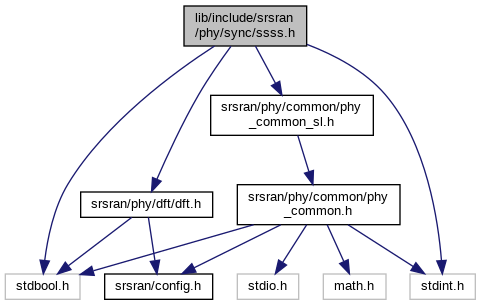 lib/include/srsran
/phy/sync/ssss.h
srsran/phy/common/phy
_common_sl.h
srsran/phy/dft/dft.h
srsran/phy/common/phy
_common.h
stdbool.h
srsran/config.h
stdio.h
math.h
stdint.h